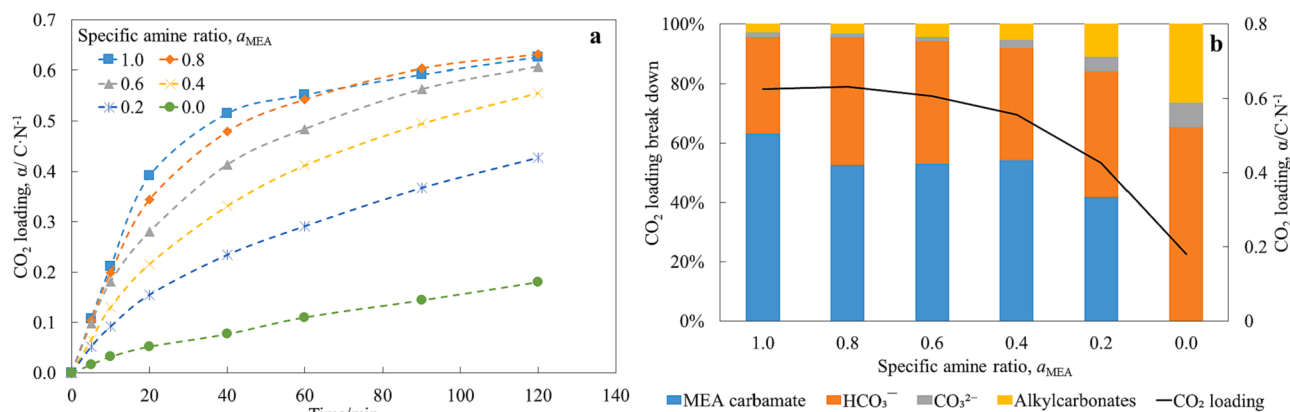 a
Specific amine ratio, aMEA
1.0
0.8
0.6
0.4
0.2
0.0
CO₂ loading, α/ C·N⁻¹
0.7
0.6
0.5
0.4
0.3
0.2
0.1
0.0
0 20 40 60 80 100 120 140
b
CO₂ loading break down
100%
80%
60%
40%
20%
0%
CO₂ loading, α/C·N⁻¹
0.8
0.6
0.4
0.2
0
1.0 0.8 0.6 0.4 0.2 0.0
Specific amine ratio, aMEA
MEA carbamate HCO₃⁻ CO₃²⁻ Alkylcarbonates CO₂ loading